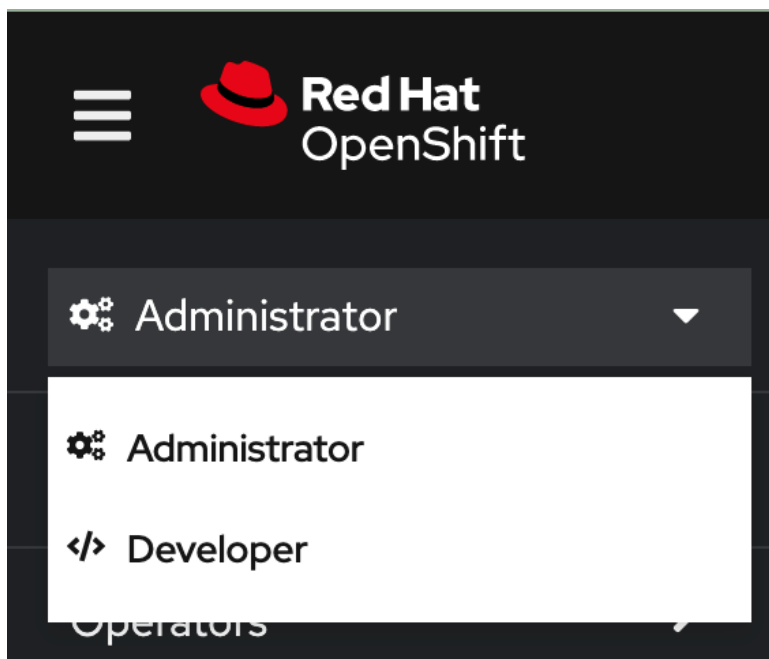 Red Hat
OpenShift
Administrator
Administrator
Developer
Operators